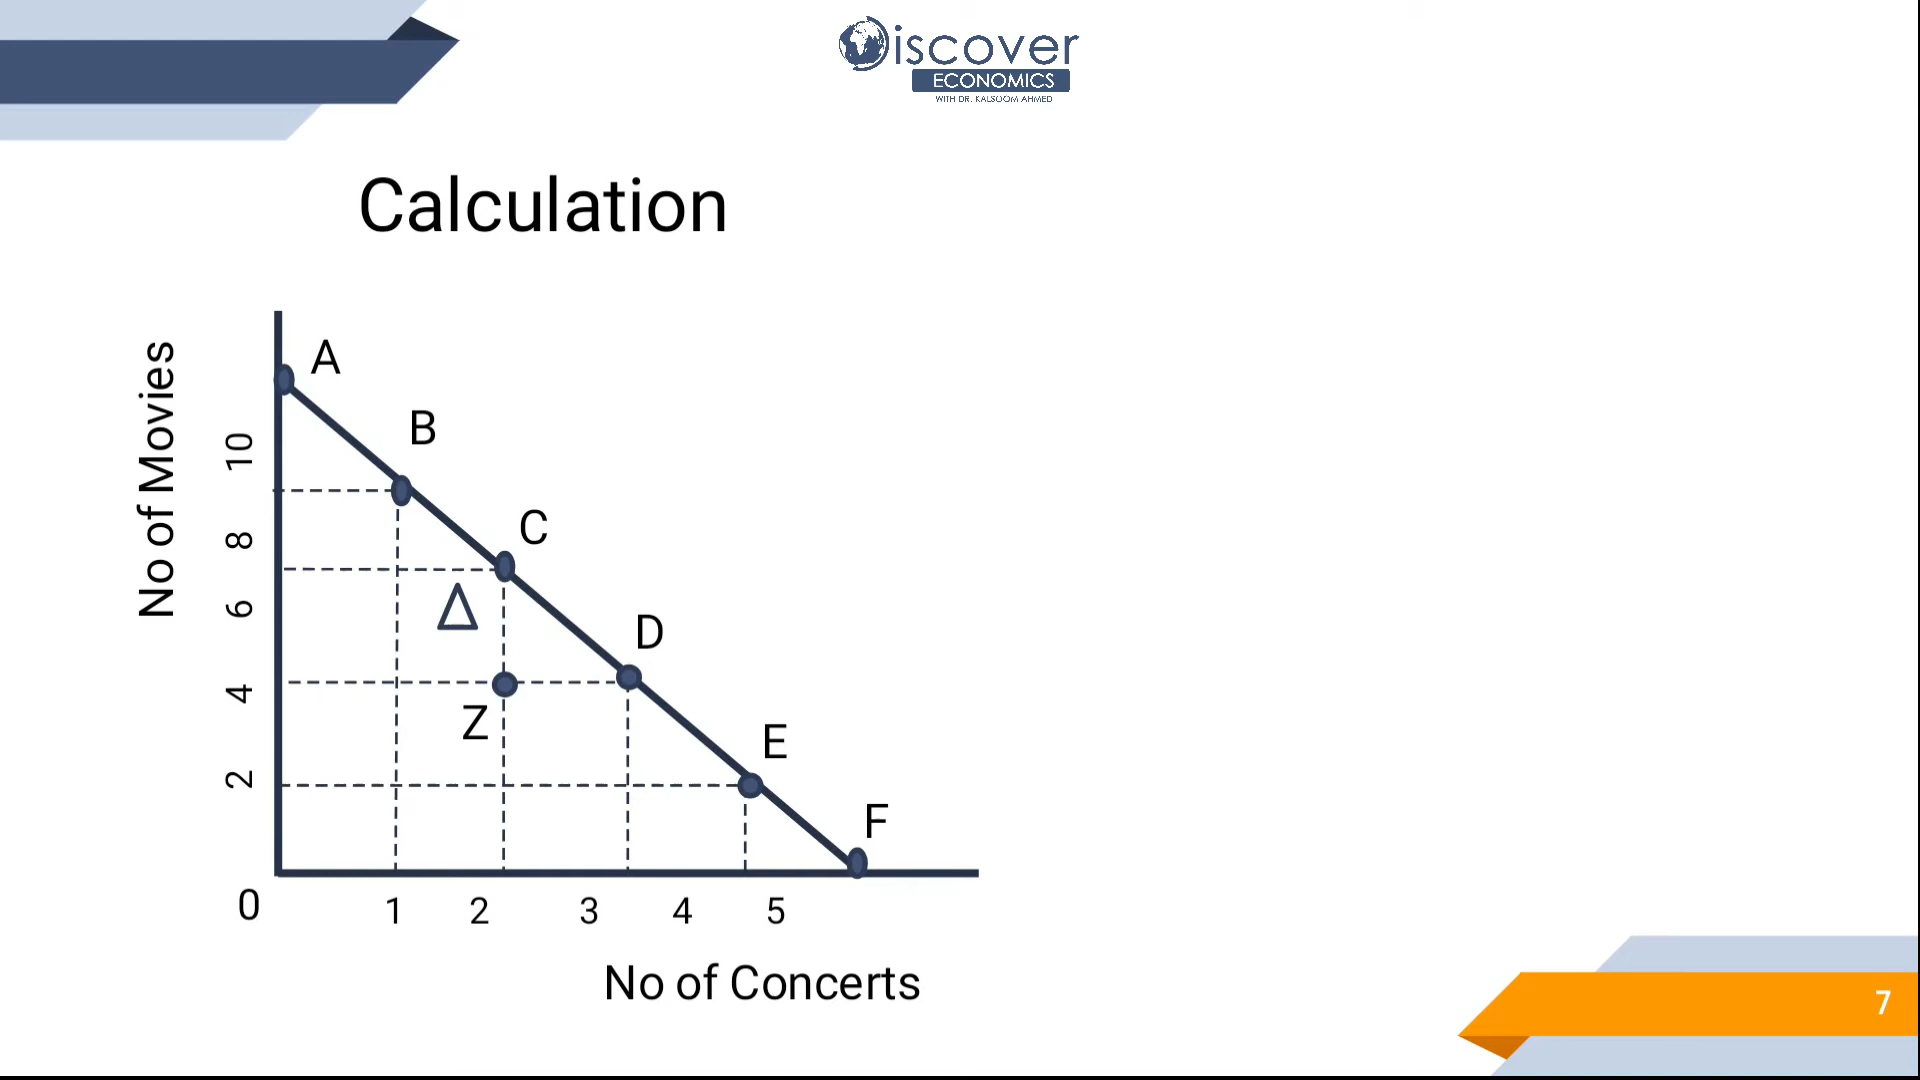 Discover
ECONOMICS
WITH DR. KALSOOM AHMED
Calculation
No of Movies
A
B
10
C
8
6
Δ
D
4
Z
E
2
F
0 1 2 3 4 5
No of Concerts
7